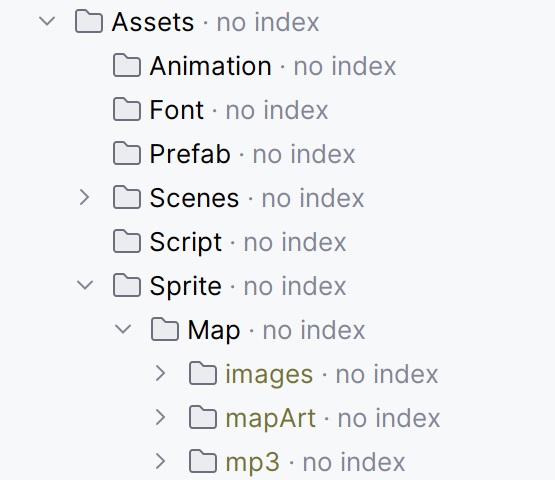 Assets · no index
Animation · no index
Font · no index
Prefab · no index
Scenes · no index
Script · no index
Sprite · no index
Map · no index
images · no index
mapArt · no index
mp3 · no index